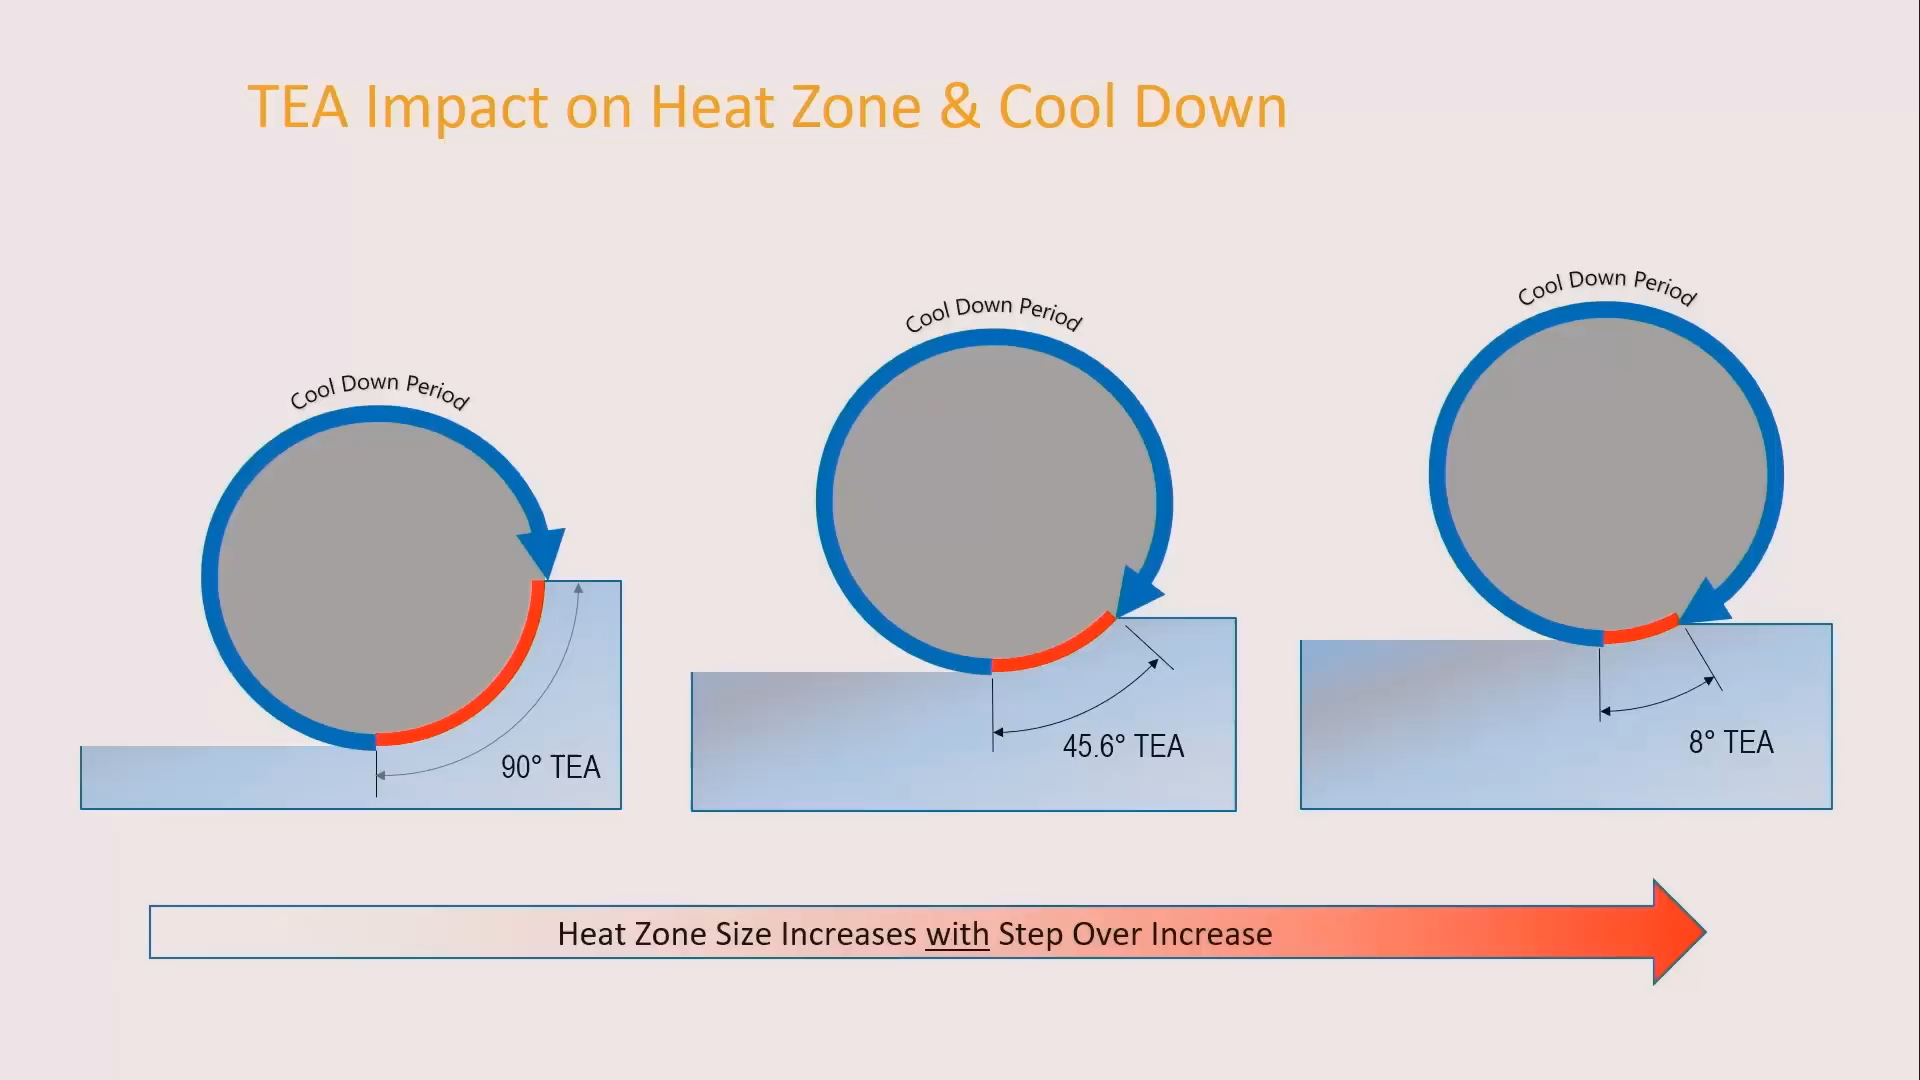 TEA Impact on Heat Zone & Cool Down
Cool Down Period
Cool Down Period
Cool Down Period
90° TEA
45.6° TEA
8° TEA
Heat Zone Size Increases with Step Over Increase